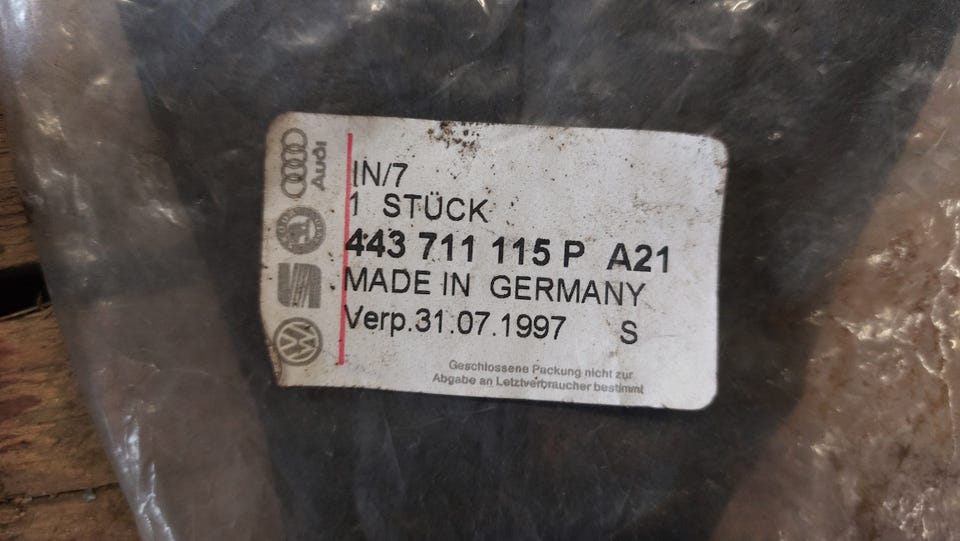 Audi
IN/7
1 STÜCK
443 711 115 P A21
MADE IN GERMANY
Verp.31.07.1997 S
Geschlossene Packung nicht zur
Abgabe an Letztverbraucher bestimmt